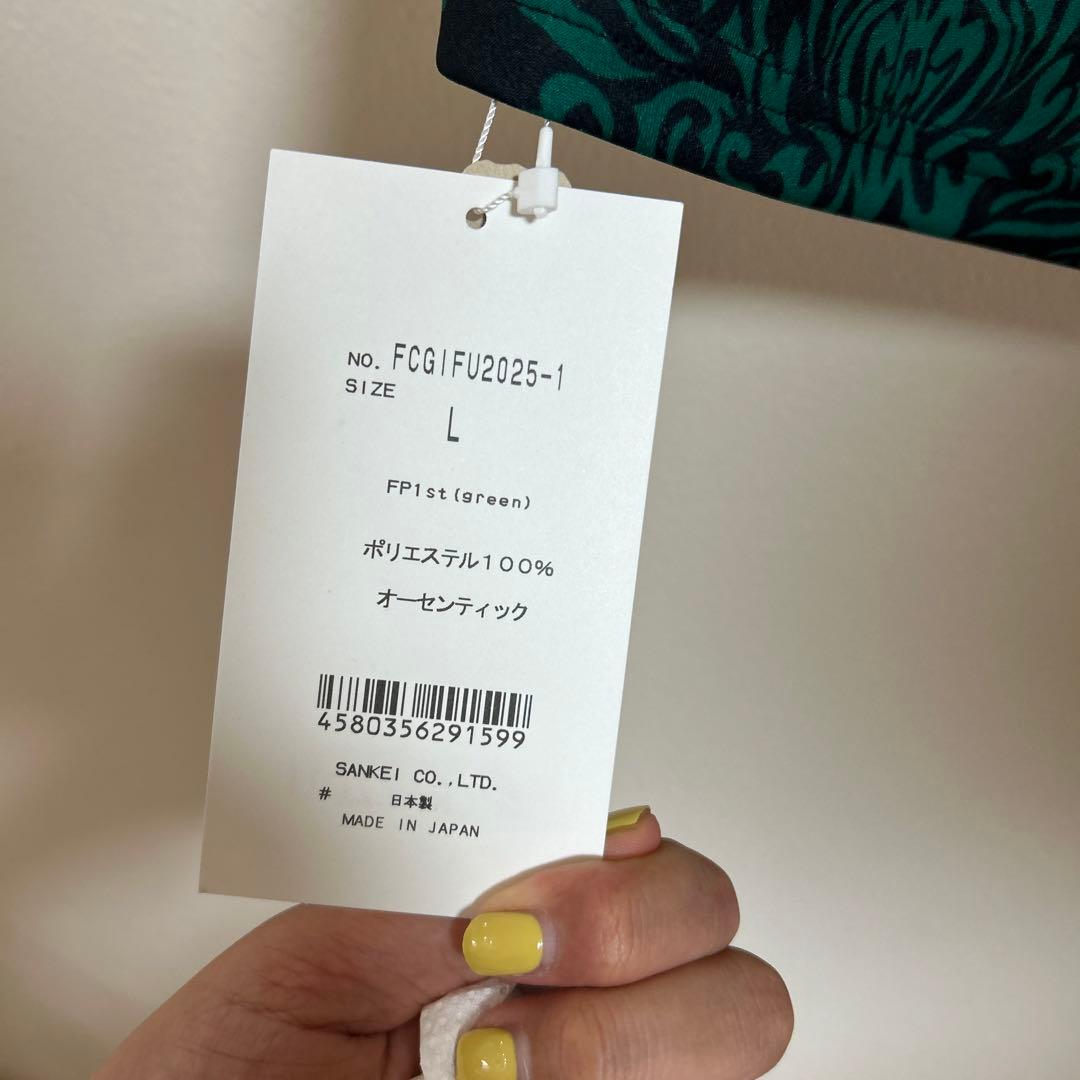 NO. FCGIFU2025-1
SIZE
L
FP1st(green)
ポリエステル100%
オーセンティック
4580356291599
SANKEI CO.,LTD.
# 日本製
MADE IN JAPAN